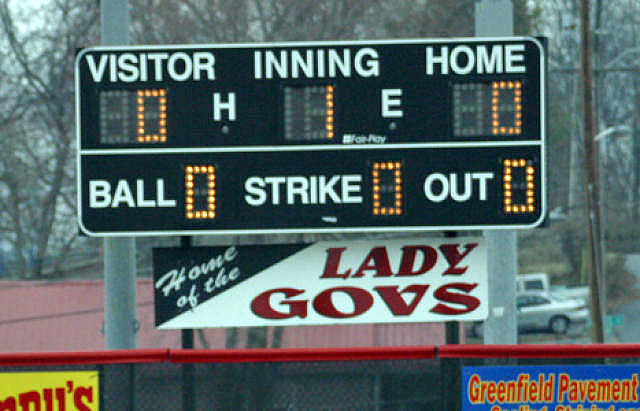 VISITOR INNING HOME
0 H 1 E 0
Fair-Play
BALL 0 STRIKE 0 OUT 0
Home of the
LADY
GOVS
Greenfield Pavement